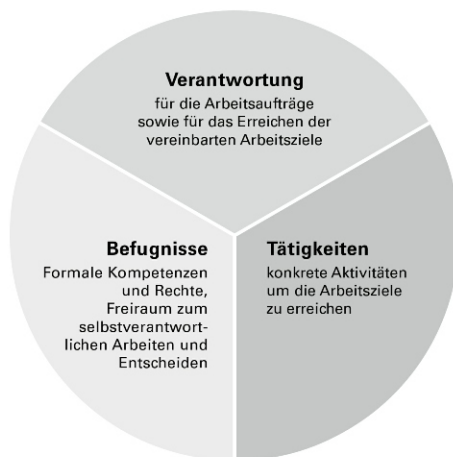 Verantwortung
für die Arbeitsaufträge
sowie für das Erreichen der
vereinbarten Arbeitsziele
Befugnisse
Formale Kompetenzen
und Rechte,
Freiraum zum
selbstverantwort-
lichen Arbeiten und
Entscheiden
Tätigkeiten
konkrete Aktivitäten
um die Arbeitsziele
zu erreichen